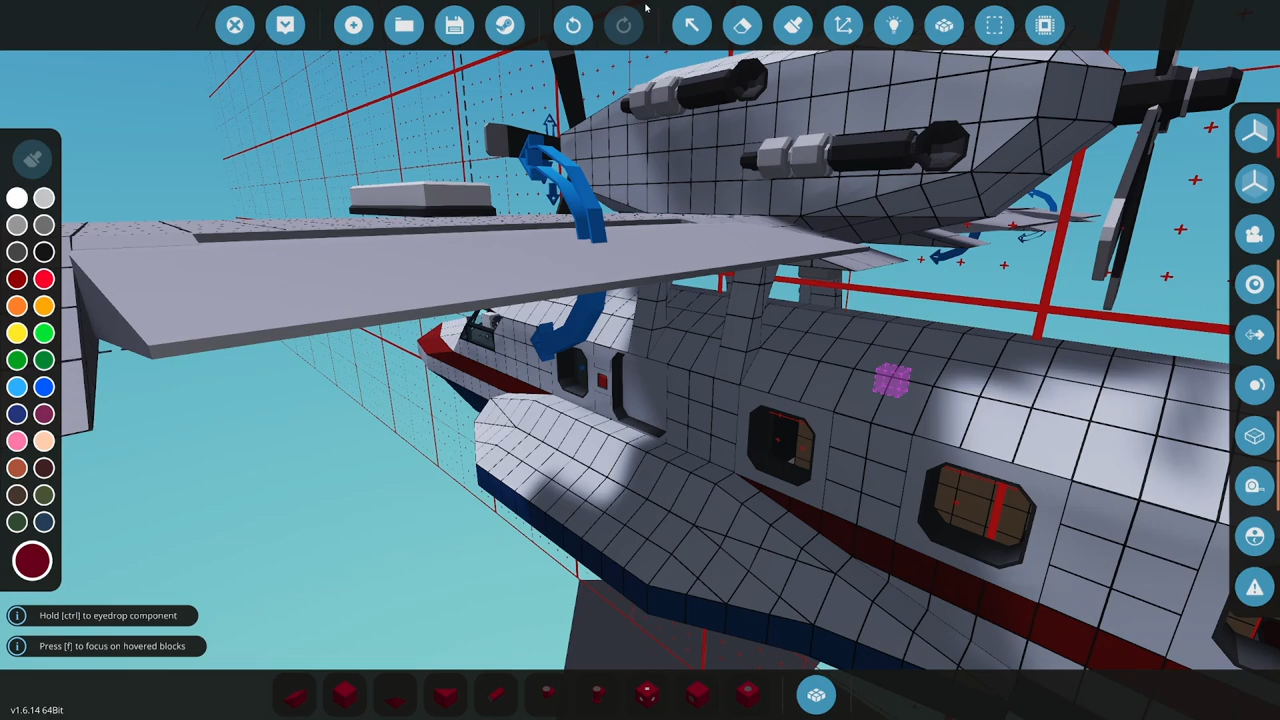 Hold [ctrl] to eyedrop component
Press [f] to focus on hovered blocks
v1.6.14 64Bit